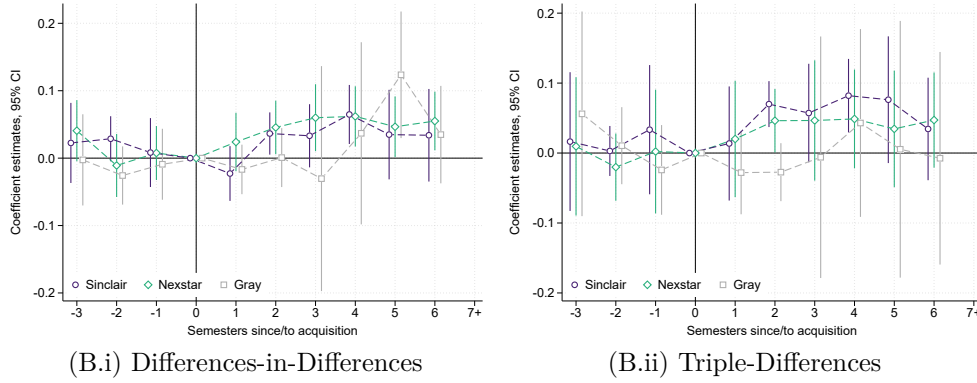 Coefficient estimates, 95% CI
0.2
0.1
0.0
-0.1
-0.2
Sinclair Nexstar Gray
-3 -2 -1 0 1 2 3 4 5 6 7+
Semesters since/to acquisition
(B.i) Differences-in-Differences
Coefficient estimates, 95% CI
0.2
0.1
0.0
-0.1
-0.2
Sinclair Nexstar Gray
-3 -2 -1 0 1 2 3 4 5 6 7+
Semesters since/to acquisition
(B.ii) Triple-Differences